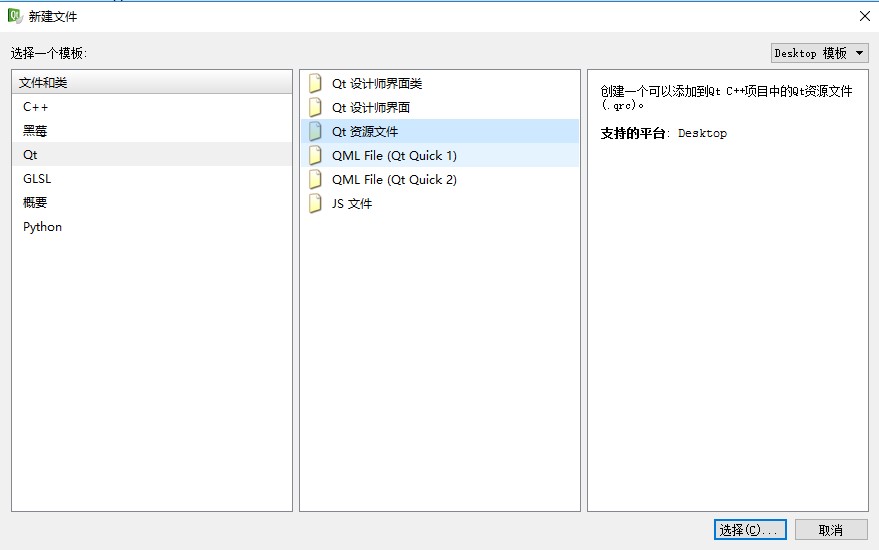 新建文件
选择一个模板:
Desktop 模板
文件和类
C++
黑莓
Qt
GLSL
概要
Python
Qt 设计师界面类
Qt 设计师界面
Qt 资源文件
QML File (Qt Quick 1)
QML File (Qt Quick 2)
JS 文件
创建一个可以添加到Qt C++项目中的Qt资源文件
(.qrc)。
支持的平台: Desktop
选择(C)...
取消